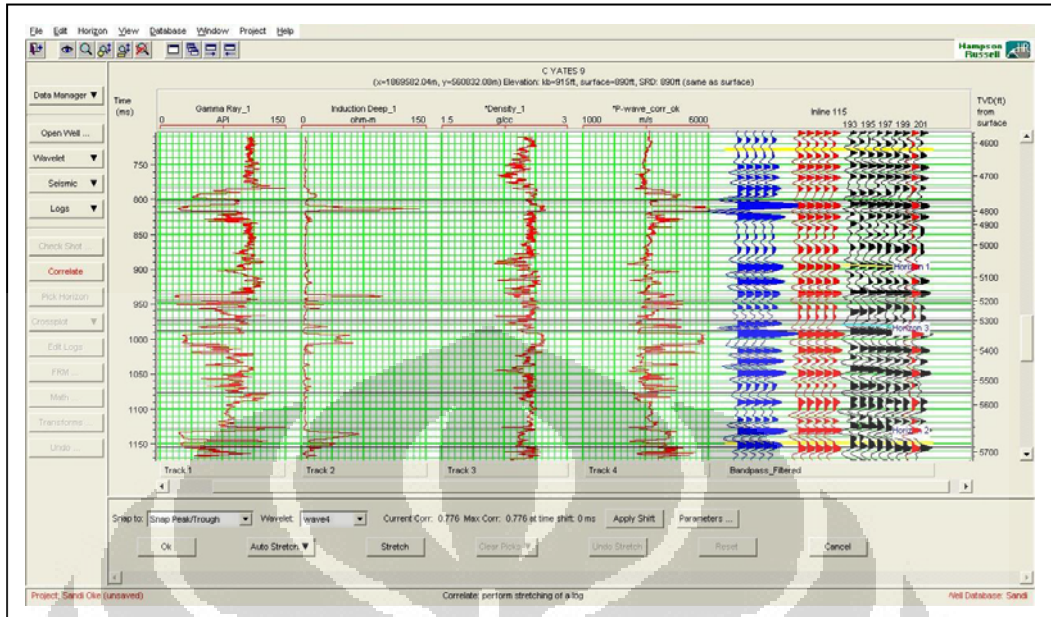 File Edit Horizon View Database Window Project Help
Hampson
Russell HR
C YATES 9
(x=1869582.04m, y=560832.08m) Elevation: kb=915ft, surface=890ft, SRD: 890ft (same as surface)
Data Manager
Open Well ...
Wavelet
Seismic
Logs
Check Shot ...
Correlate
Pick Horizon
Crossplot
Edit Logs
FRM ...
Math ...
Transforms ...
Undo ...
Time
(ms)
Gamma Ray_1
0 API 150
Induction Deep_1
0 ohm-m 150
*Density_1
1.5 g/cc 3
*P-wave_corr_ok
1000 m/s 6000
Inline 115
193 195 197 199 201
TVD(ft)
from
surface
750
800
850
900
950
1000
1050
1100
1150
4600
4700
4800
4900
5000
5100
5200
5300
5400
5500
5600
5700
Horizon 1
Horizon 3
Horizon 2
Track 1
Track 2
Track 3
Track 4
Bandpass_Filtered
Snap to: Snap Peak/Trough Wavelet: wave4 Current Corr: 0.776 Max Corr: 0.776 at time shift: 0 ms Apply Shift Parameters ...
Ok Auto Stretch Stretch Clear Picks Undo Stretch Reset Cancel
Project: Sandi Oke (unsaved) Correlate: perform stretching of a log Well Database: Sandi